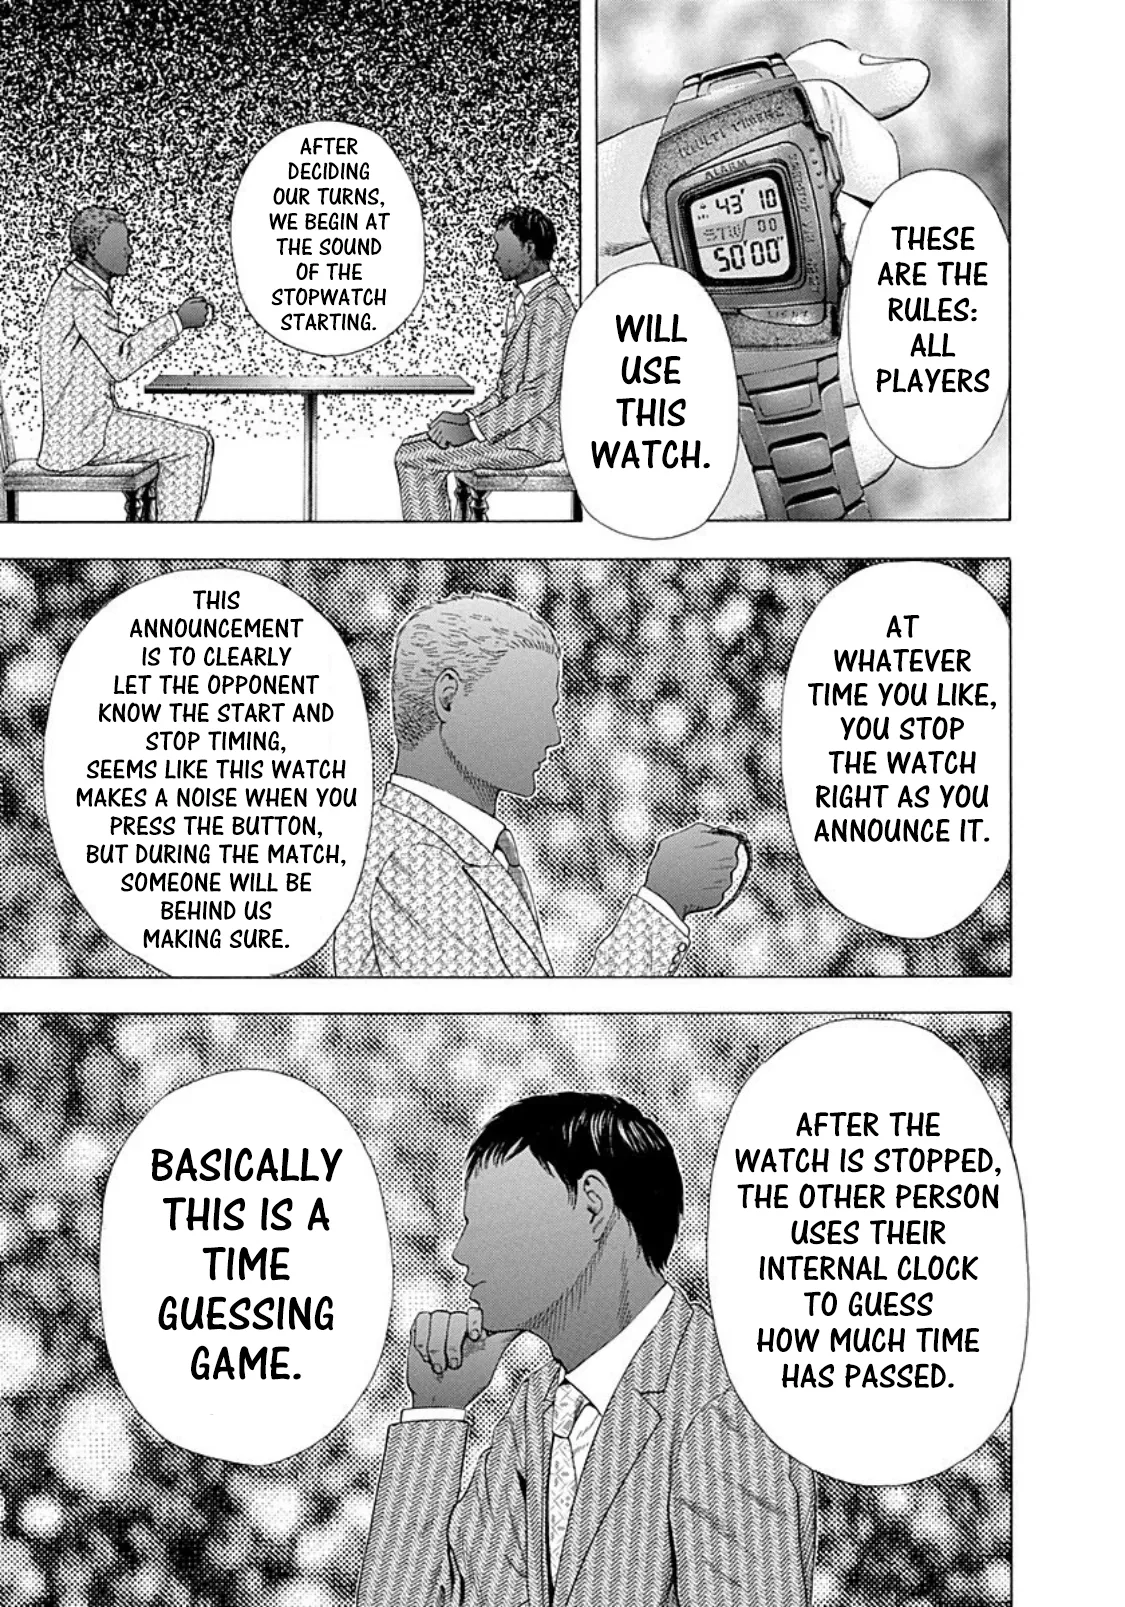 THESE
ARE THE
RULES:
ALL
PLAYERS
MULTI TIMER
ALARM
43 10
50'00"
LIGHT
WILL
USE
THIS
WATCH.
AFTER
DECIDING
OUR TURNS,
WE BEGIN AT
THE SOUND
OF THE
STOPWATCH
STARTING.
AT
WHATEVER
TIME YOU LIKE,
YOU STOP
THE WATCH
RIGHT AS YOU
ANNOUNCE IT.
THIS
ANNOUNCEMENT
IS TO CLEARLY
LET THE OPPONENT
KNOW THE START AND
STOP TIMING,
SEEMS LIKE THIS WATCH
MAKES A NOISE WHEN YOU
PRESS THE BUTTON,
BUT DURING THE MATCH,
SOMEONE WILL BE
BEHIND US
MAKING SURE.
AFTER THE
WATCH IS STOPPED,
THE OTHER PERSON
USES THEIR
INTERNAL CLOCK
TO GUESS
HOW MUCH TIME
HAS PASSED.
BASICALLY
THIS IS A
TIME
GUESSING
GAME.